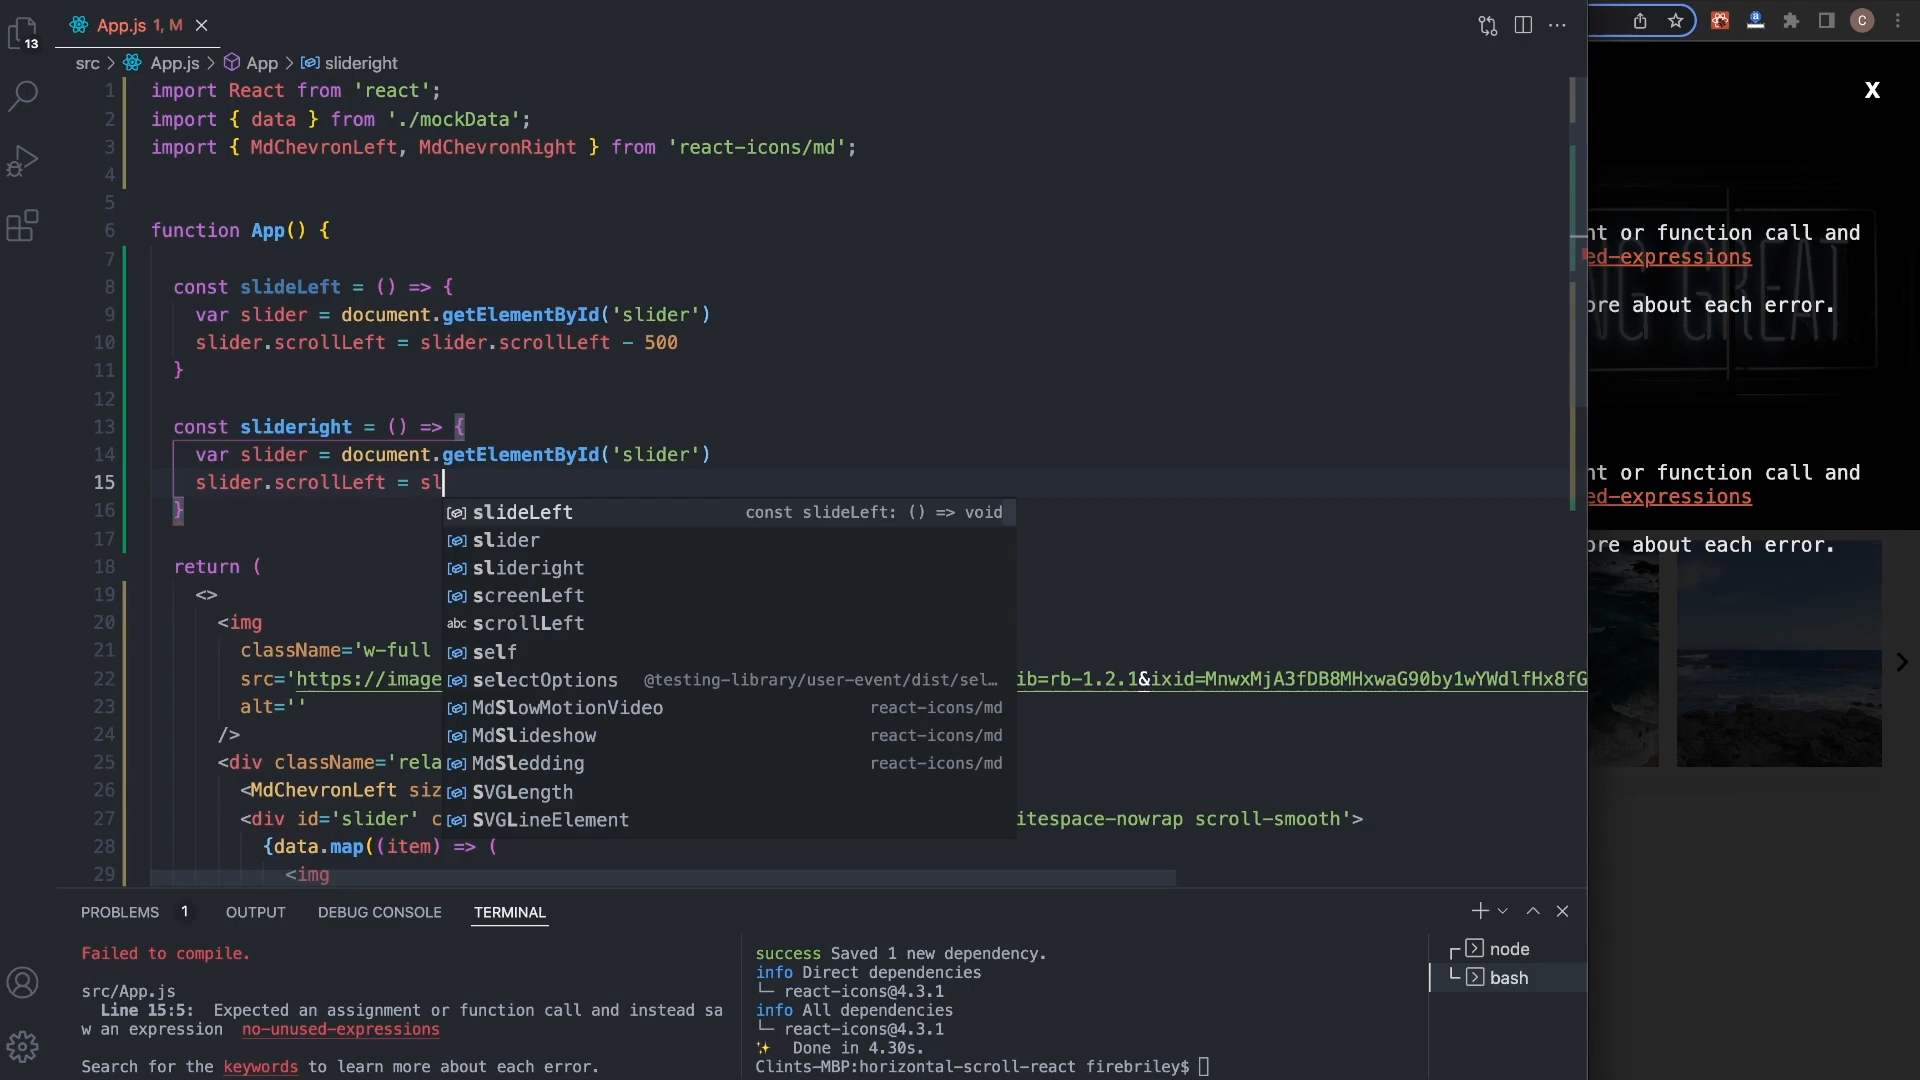 13
App.js 1, M
src > App.js > App > slideright
1 import React from 'react';
2 import { data } from './mockData';
3 import { MdChevronLeft, MdChevronRight } from 'react-icons/md';
4
5
6 function App() {
7
8 const slideLeft = () => {
9 var slider = document.getElementById('slider')
10 slider.scrollLeft = slider.scrollLeft - 500
11 }
12
13 const slideright = () => {
14 var slider = document.getElementById('slider')
15 slider.scrollLeft = sl
16 }
17
18 return (
19 <>
20 <img
21 className='w-full
22 src='https://image
ib=rb-1.2.1&ixid=MnwxMjA3fDB8MHxwaG90by1wYWdlfHx8fG
23 alt=''
24 />
25 <div className='rela
26 <MdChevronLeft siz
27 <div id='slider' c
itespace-nowrap scroll-smooth'>
28 {data.map((item) => (
29 <img
slideLeft const slideLeft: () => void
slider
slideright
screenLeft
abc scrollLeft
self
selectOptions @testing-library/user-event/dist/sel…
MdSlowMotionVideo react-icons/md
MdSlideshow react-icons/md
MdSledding react-icons/md
SVGLength
SVGLineElement
PROBLEMS 1 OUTPUT DEBUG CONSOLE TERMINAL
Failed to compile.
src/App.js
Line 15:5: Expected an assignment or function call and instead sa
w an expression no-unused-expressions
Search for the keywords to learn more about each error.
success Saved 1 new dependency.
info Direct dependencies
└─ react-icons@4.3.1
info All dependencies
└─ react-icons@4.3.1
✨ Done in 4.30s.
Clints-MBP:horizontal-scroll-react firebriley$
node
bash
C
X
nt or function call and
ed-expressions
ore about each error.
NG GREAT
nt or function call and
ed-expressions
ore about each error.